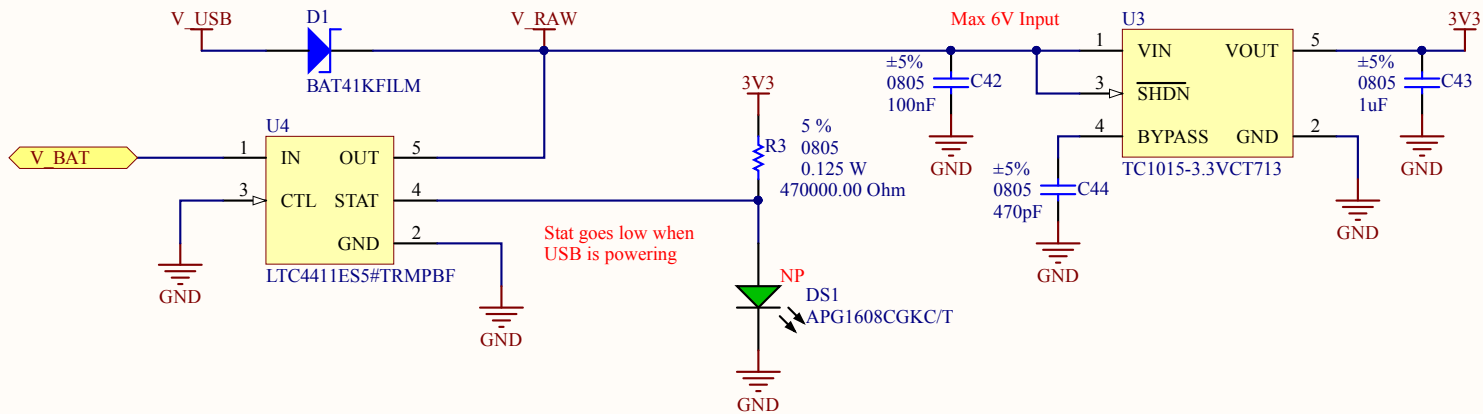 V_USB
D1
BAT41KFILM
V_RAW
Max 6V Input
U3
3V3
1
VIN
VOUT
5
3
SHDN
4
BYPASS
GND
2
TC1015-3.3VCT713
±5%
0805
100nF
C42
GND
±5%
0805
1uF
C43
GND
±5%
0805
470pF
C44
GND
GND
U4
V_BAT
1
IN
OUT
5
3
CTL
STAT
4
GND
2
LTC4411ES5#TRMPBF
GND
GND
3V3
R3
5 %
0805
0.125 W
470000.00 Ohm
Stat goes low when
USB is powering
NP
DS1
APG1608CGKC/T
GND